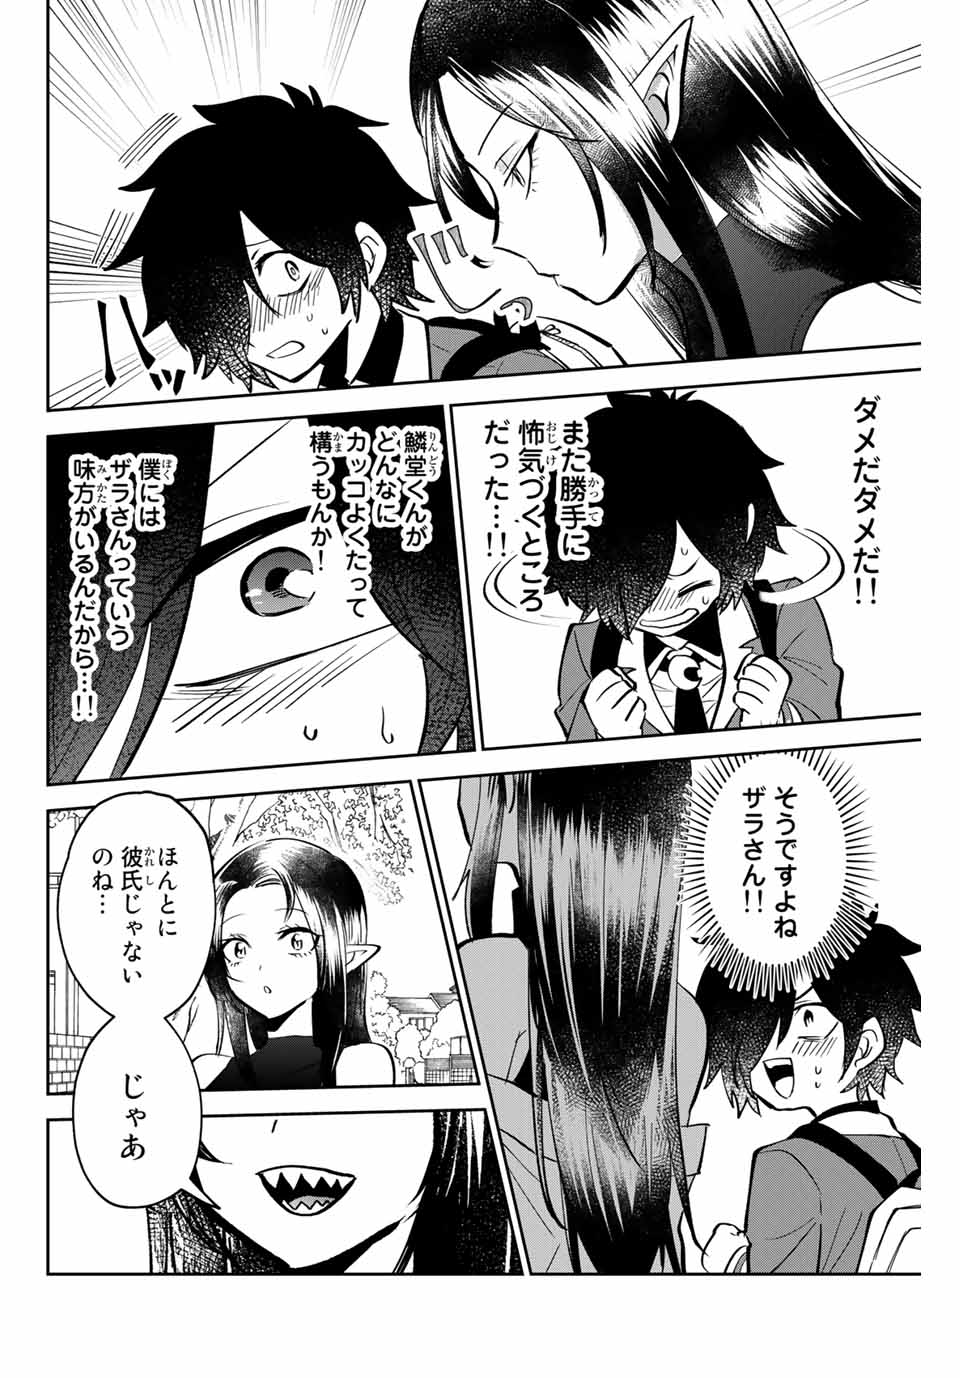 バッ
ダメだダメだ!!
また勝手に
怖気づくところ
だった…!!
鱗堂くんが
どんなに
カッコよくたって
構うもんか!
僕には
ザラさんっていう
味方がいるんだから…!!
そうですよね
ザラさん!!
ほんとに
彼氏じゃない
のね…
じゃあ